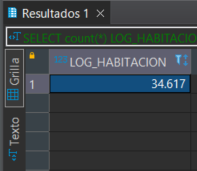 Resultados 1
SELECT count(*) LOG_HABITACIO
LOG_HABITACION
1
34.617
Grilla
Texto